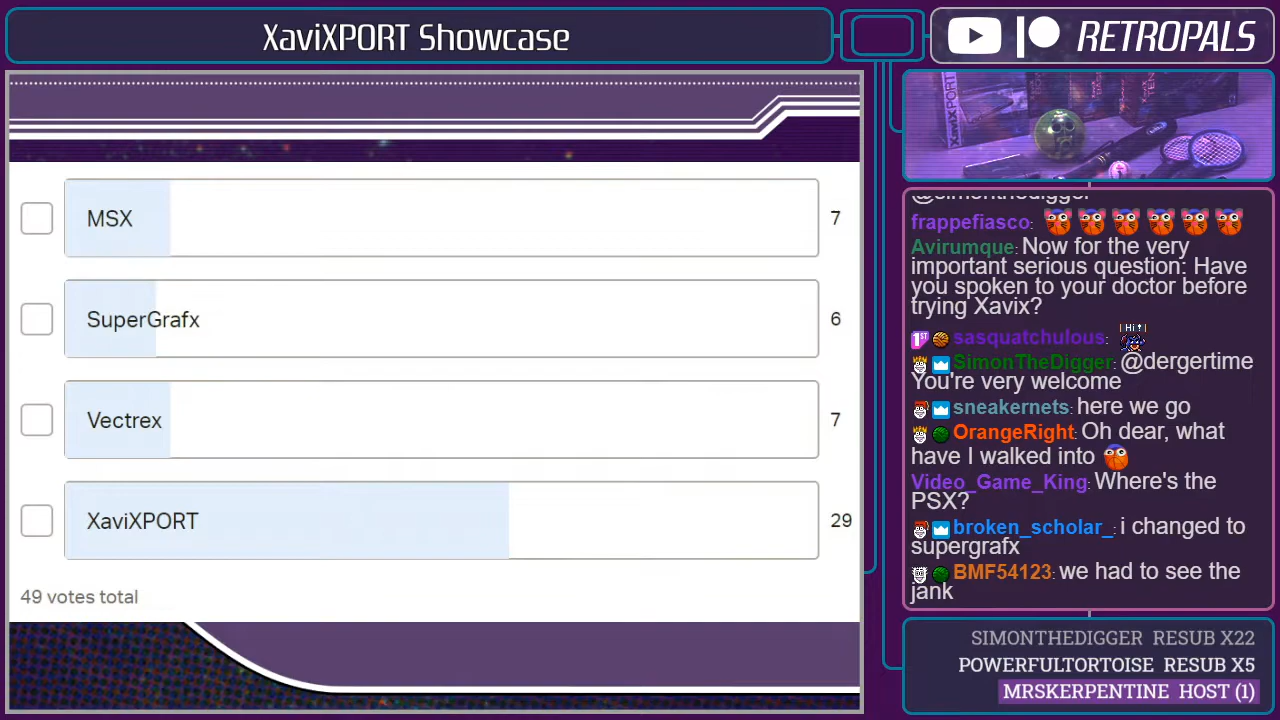 XaviXPORT Showcase
RETROPALS
MSX
7
SuperGrafx
6
Vectrex
7
XaviXPORT
29
49 votes total
@simonthedigger
frappefiasco:
Avirumque: Now for the very
important serious question: Have
you spoken to your doctor before
trying Xavix?
1ST sasquatchulous: Hi!
SimonTheDigger: @dergertime
You're very welcome
sneakernets: here we go
OrangeRight: Oh dear, what
have I walked into
Video_Game_King: Where's the
PSX?
broken_scholar_: i changed to
supergrafx
BMF54123: we had to see the
jank
SIMONTHEDIGGER RESUB X22
POWERFULTORTOISE RESUB X5
MRSKERPENTINE HOST (1)